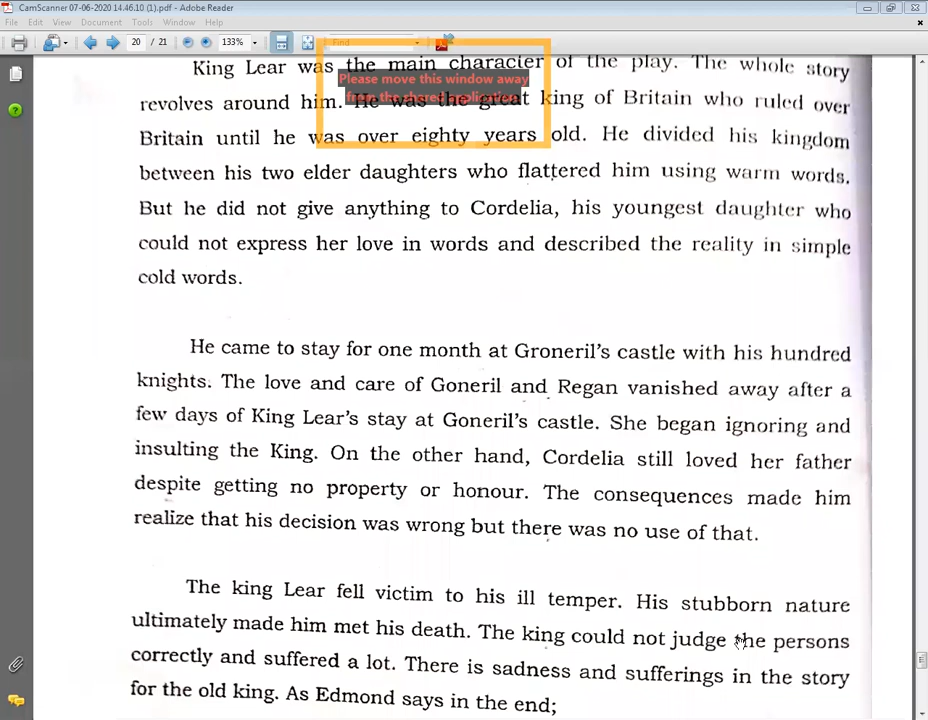 CamScanner 07-06-2020 14.46.10 (1).pdf - Adobe Reader
File Edit View Document Tools Window Help
20 / 21 133% Find
King Lear was the main character of the play. The whole story
Please move this window away
revolves around him. He was the great king of Britain who ruled over
from the shared application
Britain until he was over eighty years old. He divided his kingdom
between his two elder daughters who flattered him using warm words.
But he did not give anything to Cordelia, his youngest daughter who
could not express her love in words and described the reality in simple
cold words.
He came to stay for one month at Groneril's castle with his hundred
knights. The love and care of Goneril and Regan vanished away after a
few days of King Lear's stay at Goneril's castle. She began ignoring and
insulting the King. On the other hand, Cordelia still loved her father
despite getting no property or honour. The consequences made him
realize that his decision was wrong but there was no use of that.
The king Lear fell victim to his ill temper. His stubborn nature
ultimately made him met his death. The king could not judge the persons
correctly and suffered a lot. There is sadness and sufferings in the story
for the old king. As Edmond says in the end;